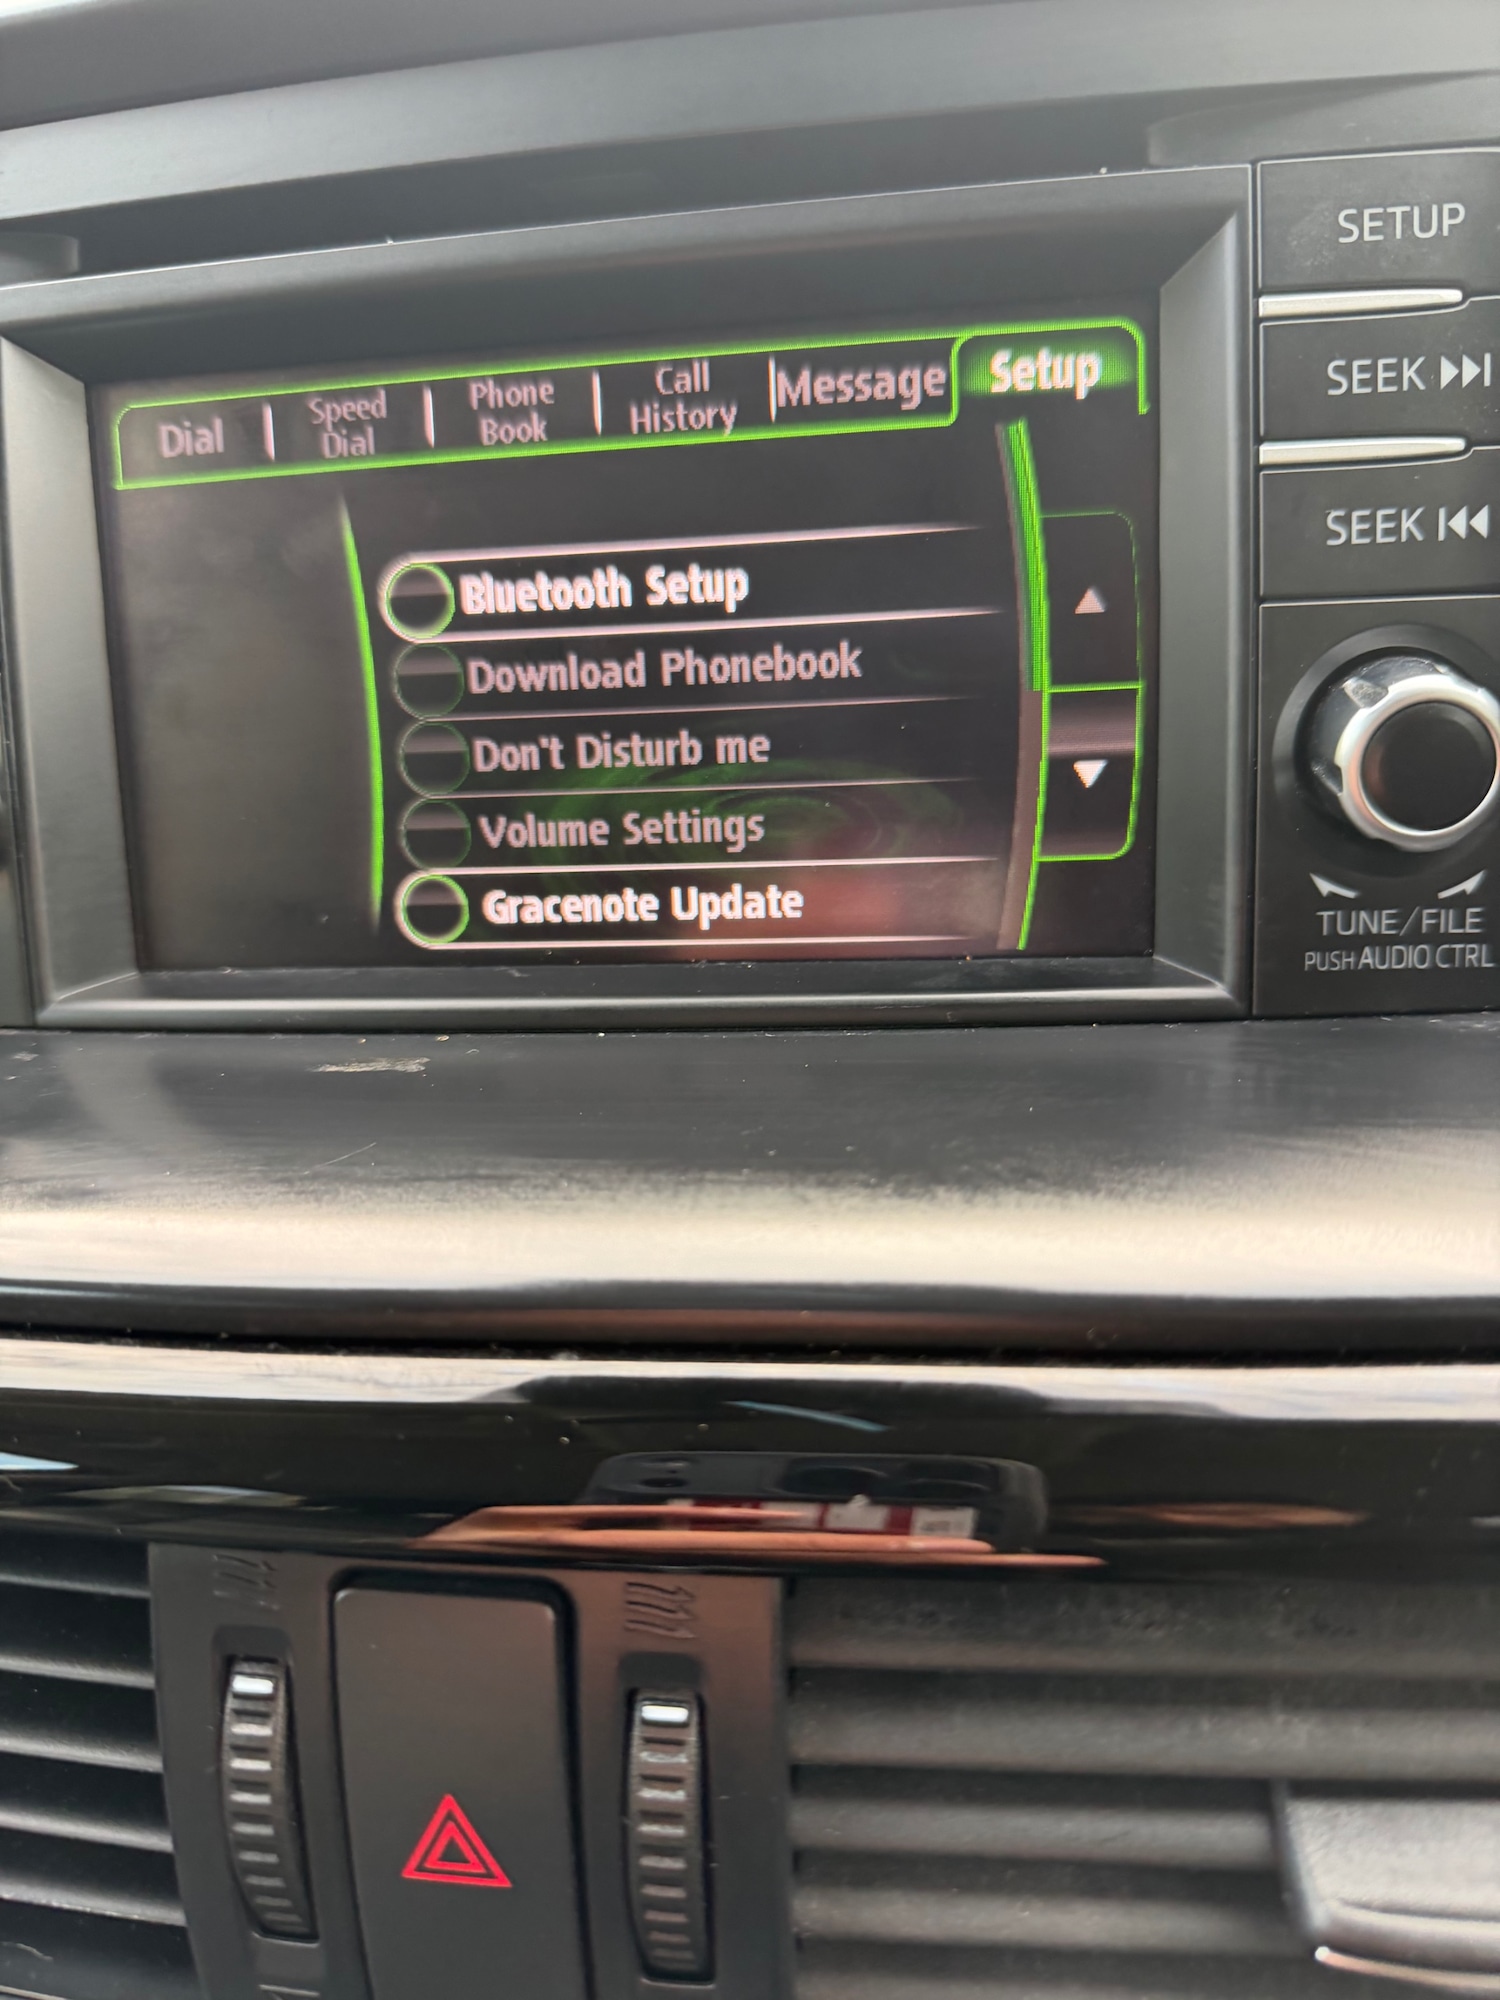 SETUP
SEEK
SEEK
TUNE/FILE
PUSH AUDIO CTRL
Dial
Speed
Dial
Phone
Book
Call
History
Message
Setup
Bluetooth Setup
Download Phonebook
Don't Disturb me
Volume Settings
Gracenote Update